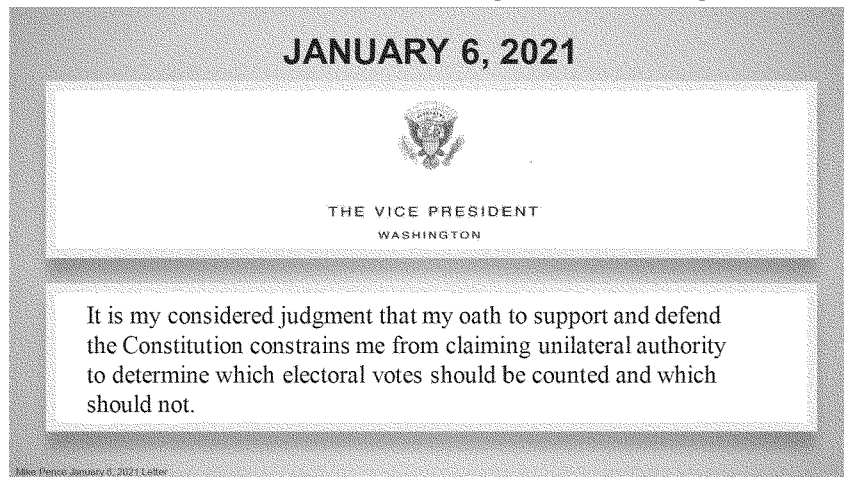 JANUARY 6, 2021
THE VICE PRESIDENT
WASHINGTON
It is my considered judgment that my oath to support and defend
the Constitution constrains me from claiming unilateral authority
to determine which electoral votes should be counted and which
should not.
Mike Pence January 6, 2021 Letter